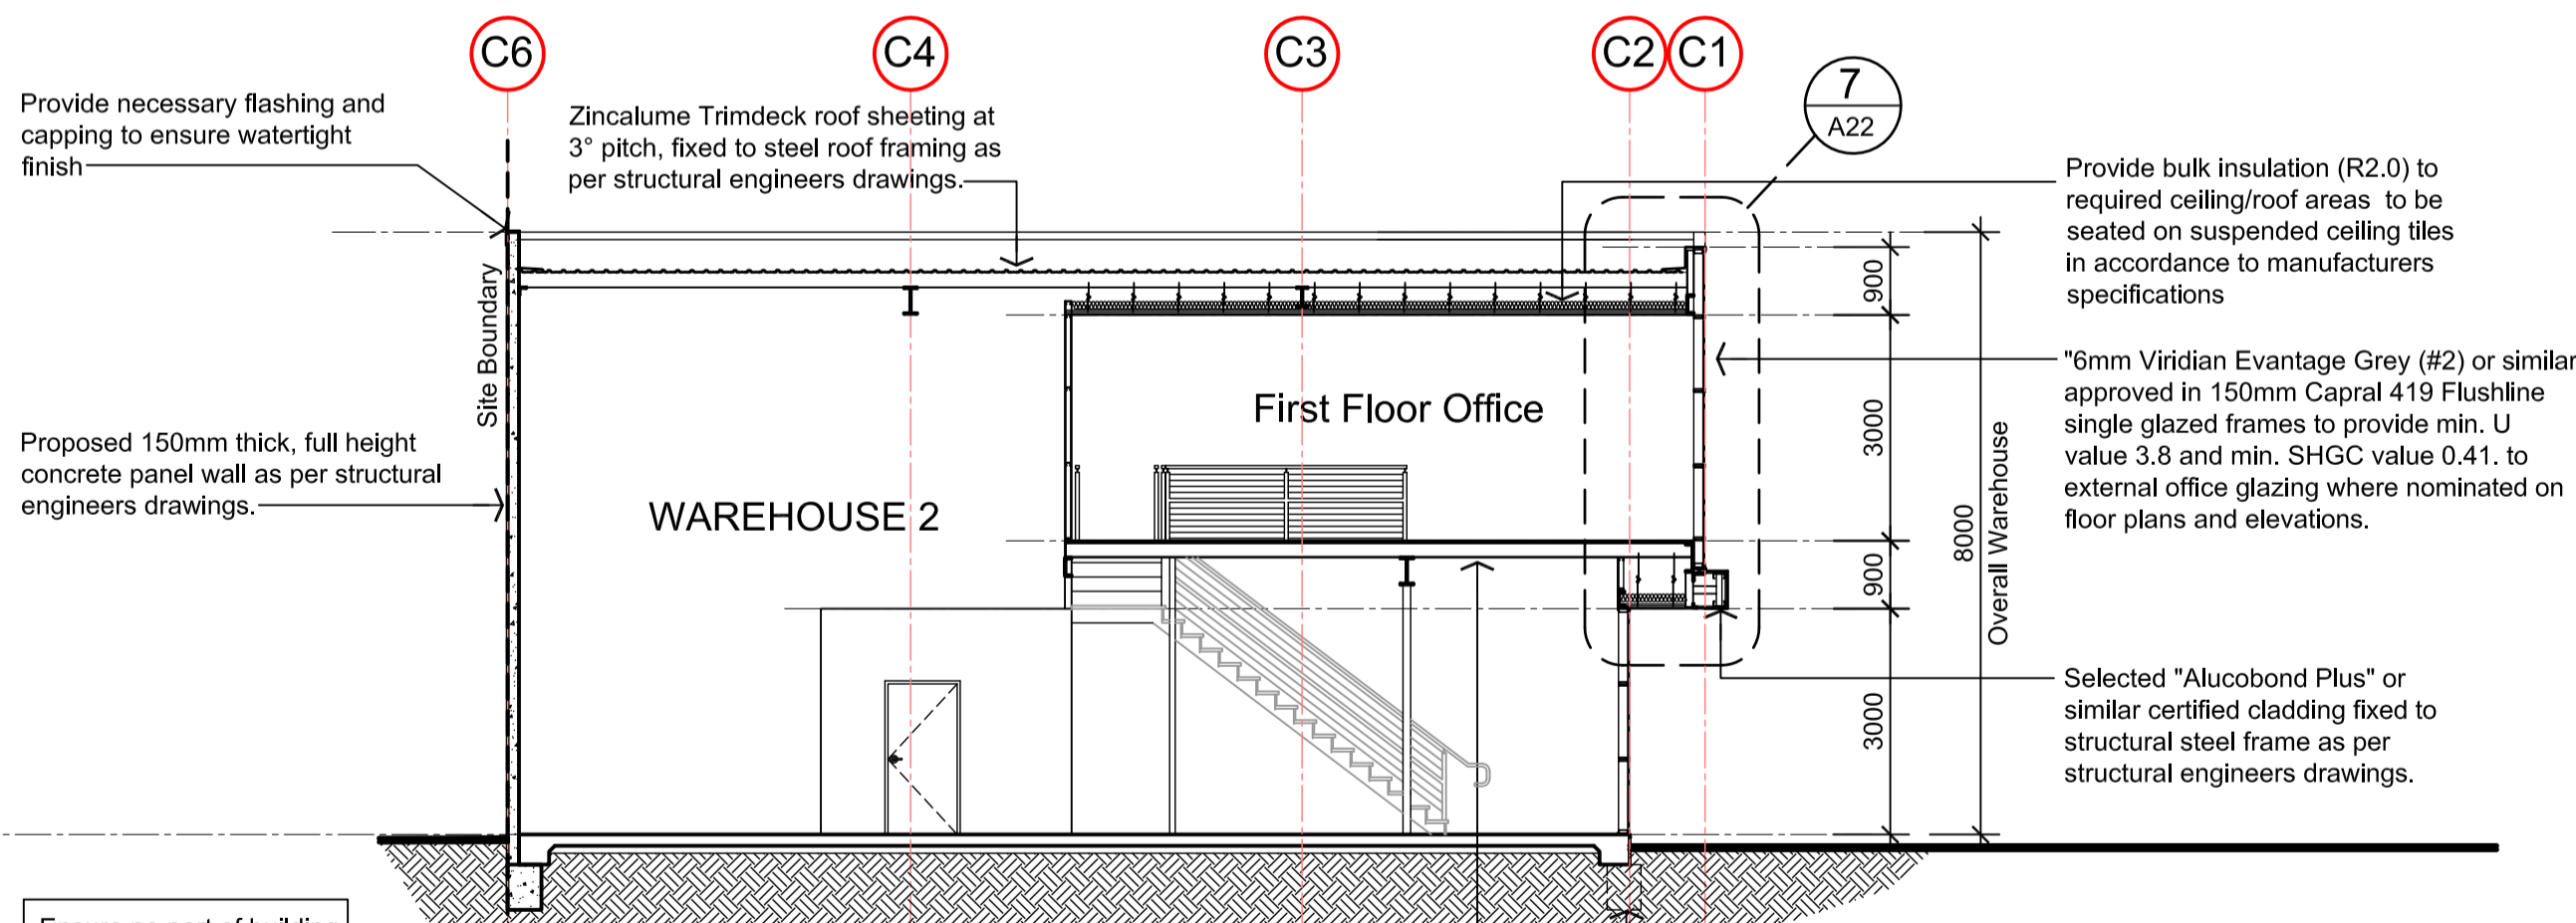 C6
C4
C3
C2
C1
7
A22
Provide necessary flashing and
capping to ensure watertight
finish
Zincalume Trimdeck roof sheeting at
3° pitch, fixed to steel roof framing as
per structural engineers drawings.
Provide bulk insulation (R2.0) to
required ceiling/roof areas to be
seated on suspended ceiling tiles
in accordance to manufacturers
specifications
Site Boundary
900
"6mm Viridian Evantage Grey (#2) or similar
approved in 150mm Capral 419 Flushline
single glazed frames to provide min. U
value 3.8 and min. SHGC value 0.41. to
external office glazing where nominated on
floor plans and elevations.
First Floor Office
3000
Proposed 150mm thick, full height
concrete panel wall as per structural
engineers drawings.
WAREHOUSE 2
8000
Overall Warehouse
900
Selected "Alucobond Plus" or
similar certified cladding fixed to
structural steel frame as per
structural engineers drawings.
3000
Ensure no part of building